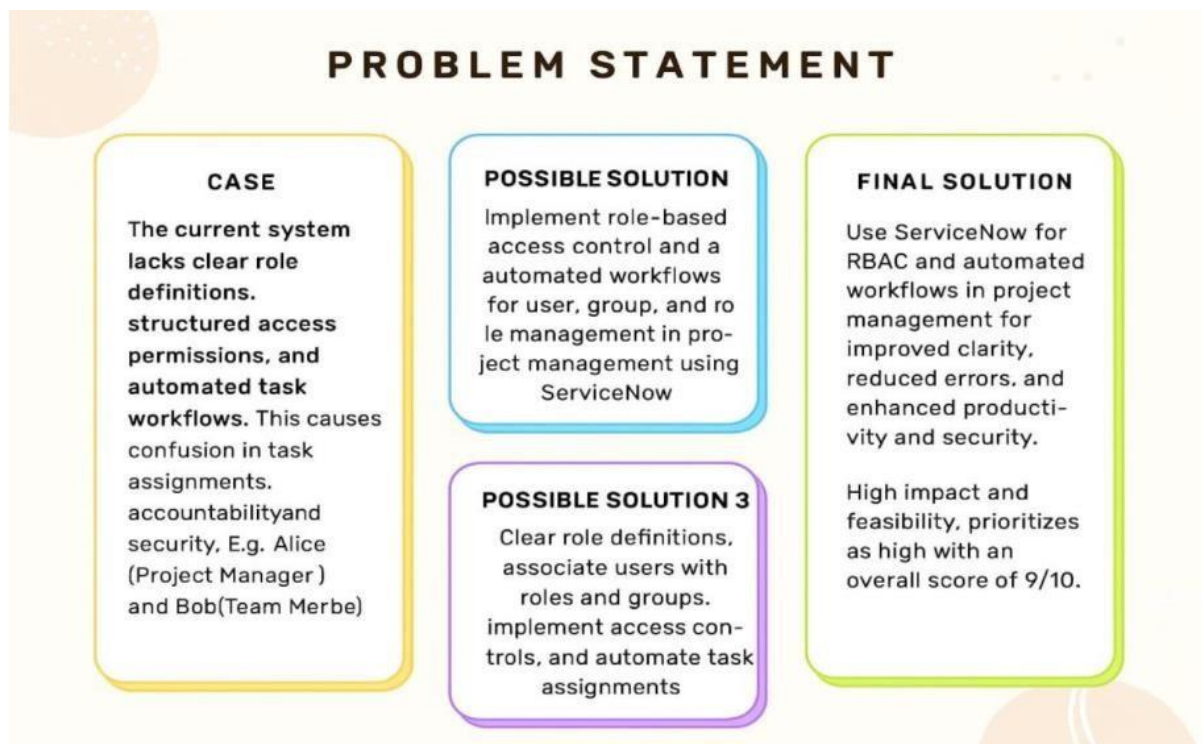 PROBLEM STATEMENT
CASE
The current system
lacks clear role
definitions.
structured access
permissions, and
automated task
workflows. This causes
confusion in task
assignments.
accountabilityand
security, E.g. Alice
(Project Manager )
and Bob(Team Merbe)
POSSIBLE SOLUTION
Implement role-based
access control and a
automated workflows
for user, group, and ro
le management in pro-
ject management using
ServiceNow
POSSIBLE SOLUTION 3
Clear role definitions,
associate users with
roles and groups.
implement access con-
trols, and automate task
assignments
FINAL SOLUTION
Use ServiceNow for
RBAC and automated
workflows in project
management for
improved clarity,
reduced errors, and
enhanced producti-
vity and security.
High impact and
feasibility, prioritizes
as high with an
overall score of 9/10.